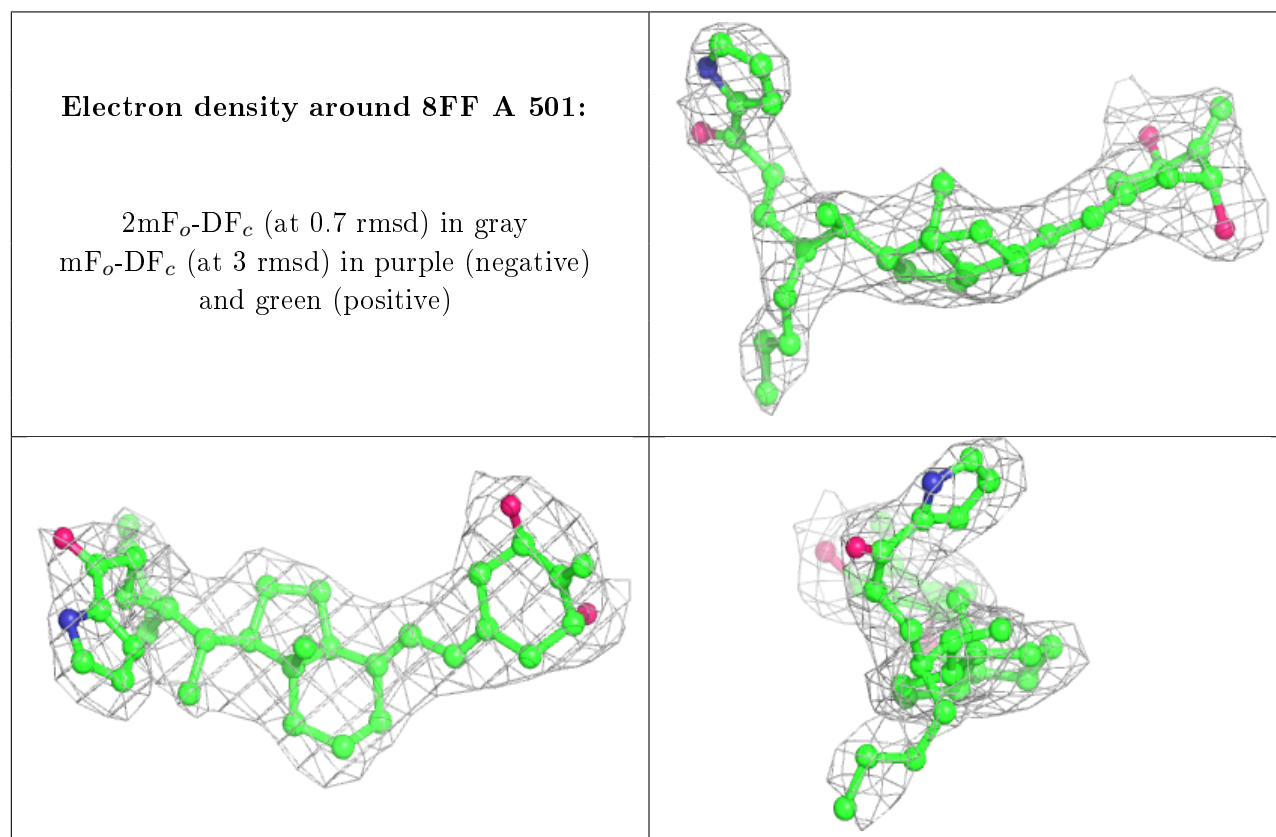 Electron density around 8FF A 501:
2mFo-DFc (at 0.7 rmsd) in gray
mFo-DFc (at 3 rmsd) in purple (negative)
and green (positive)